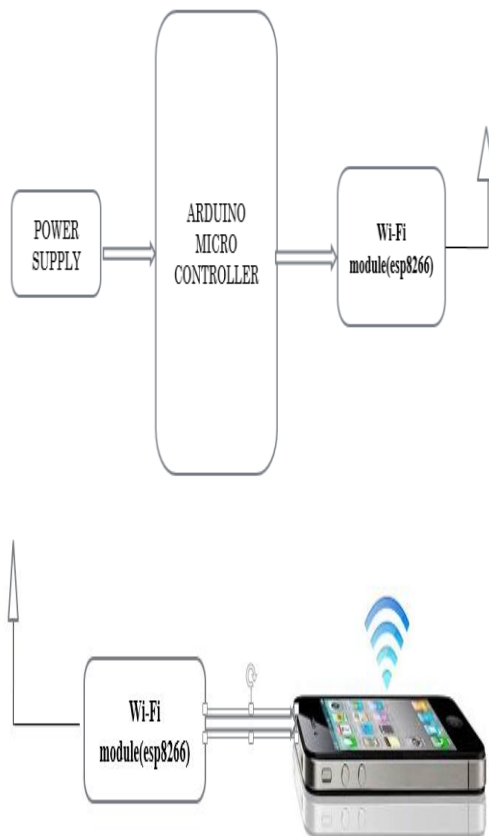 POWER
SUPPLY
ARDUINO
MICRO
CONTROLLER
Wi-Fi
module(esp8266)
Wi-Fi
module(esp8266)